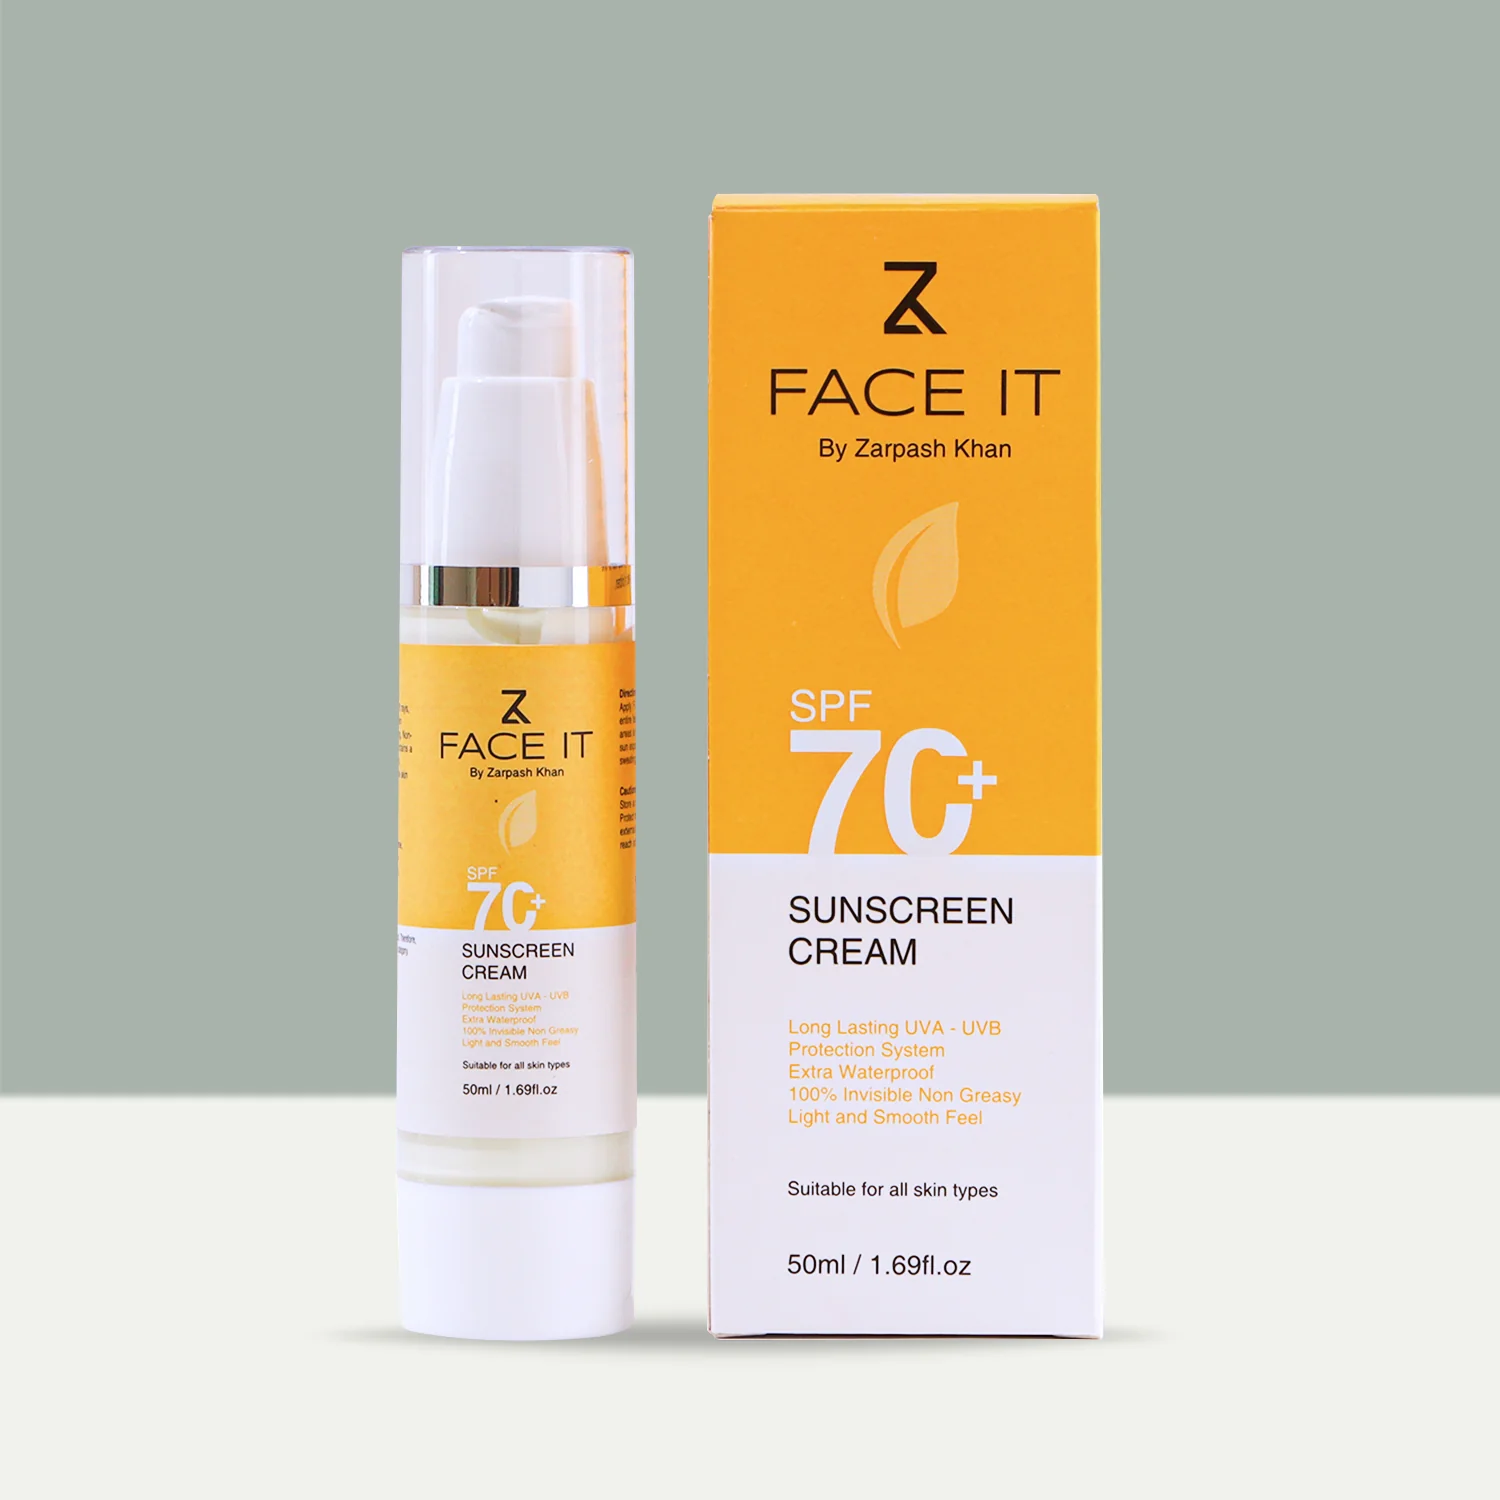 FACE IT
By Zarpash Khan
SPF
70+
SUNSCREEN
CREAM
Long Lasting UVA - UVB
Protection System
Extra Waterproof
100% Invisible Non Greasy
Light and Smooth Feel
Suitable for all skin types
50ml / 1.69fl.oz
ZK
FACE IT
By Zarpash Khan
SPF
70+
SUNSCREEN
CREAM
Long Lasting UVA - UVB
Protection System
Extra Waterproof
100% Invisible Non Greasy
Light and Smooth Feel
Suitable for all skin types
50ml / 1.69fl.oz